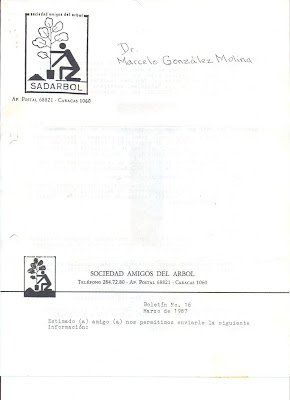 sociedad amigos del arbol
SADARBOL
AP. POSTAL 68821 - CARACAS 1060
Dr.
Marcelo González Molina
SOCIEDAD AMIGOS DEL ARBOL
TELÉFONO 284.72.80 - AP. POSTAL 68821 - CARACAS 1060
Boletín No. 16
Marzo de 1987
Estimado (a) amigo (a) nos permitimos enviarle la siguiente
información: